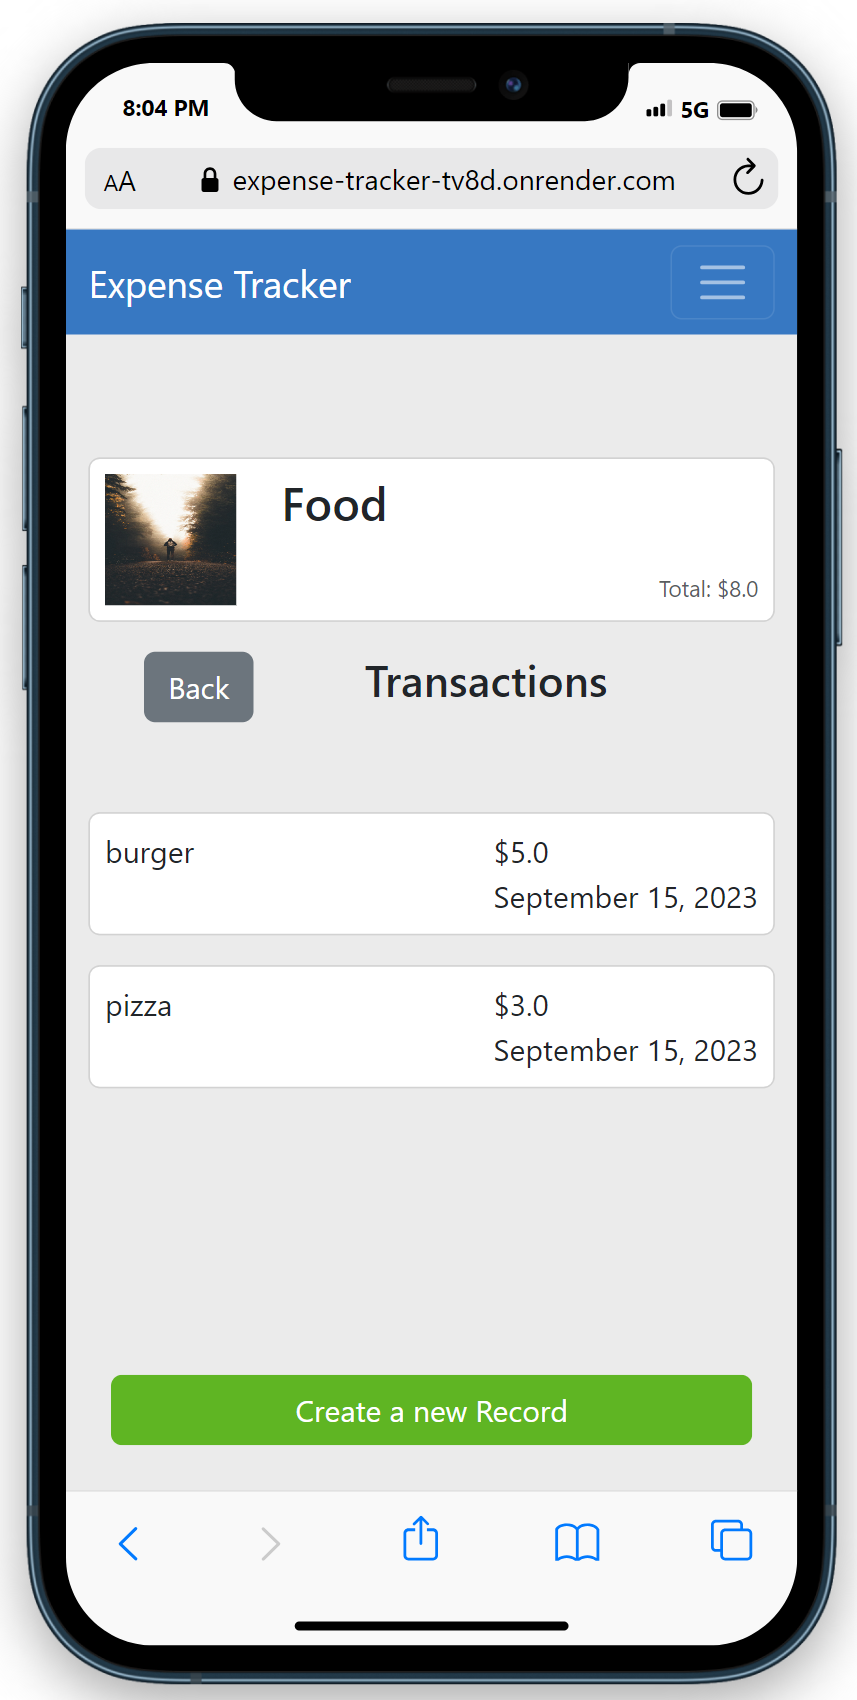 8:04 PM
5G
AA
expense-tracker-tv8d.onrender.com
Expense Tracker
Food
Total: $8.0
Back
Transactions
burger
$5.0
September 15, 2023
pizza
$3.0
September 15, 2023
Create a new Record